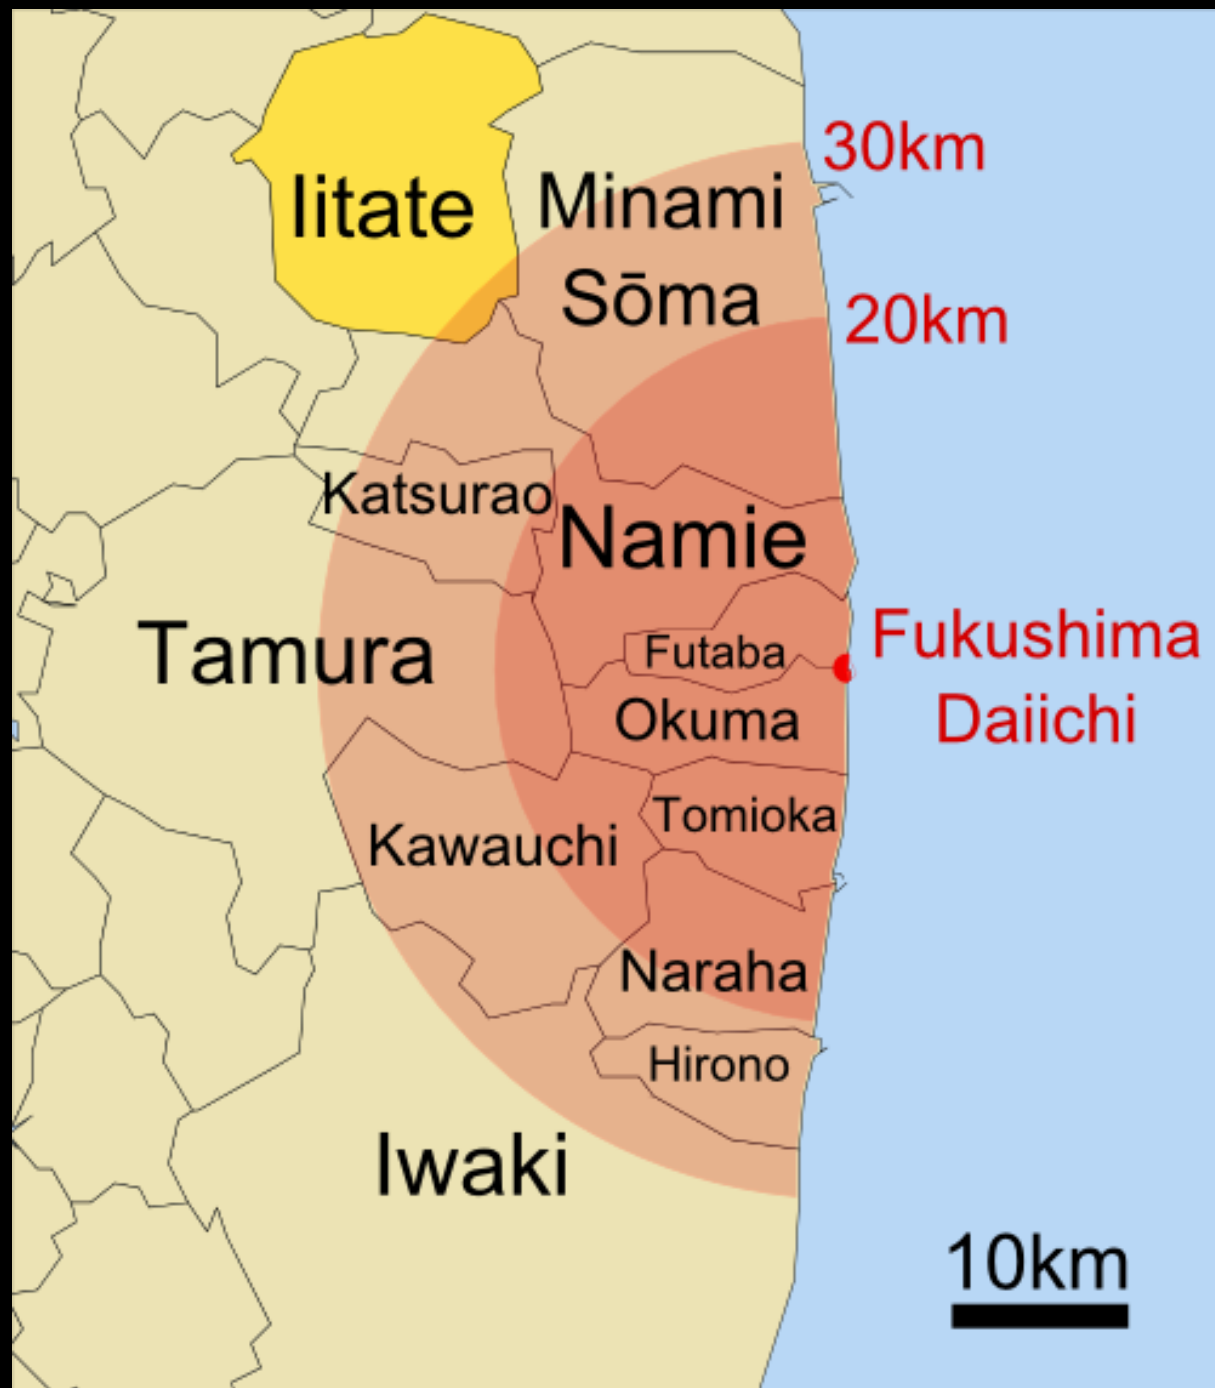 30km
Iitate
Minami
Sōma
20km
Katsurao
Namie
Fukushima
Daiichi
Tamura
Futaba
Okuma
Tomioka
Kawauchi
Naraha
Hirono
Iwaki
10km